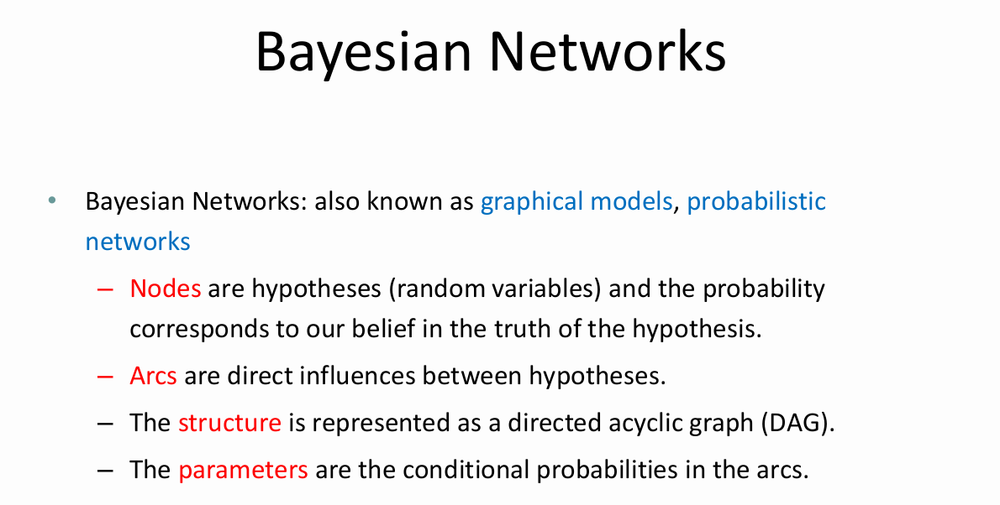 Bayesian Networks
• Bayesian Networks: also known as graphical models, probabilistic
networks
– Nodes are hypotheses (random variables) and the probability
corresponds to our belief in the truth of the hypothesis.
– Arcs are direct influences between hypotheses.
– The structure is represented as a directed acyclic graph (DAG).
– The parameters are the conditional probabilities in the arcs.